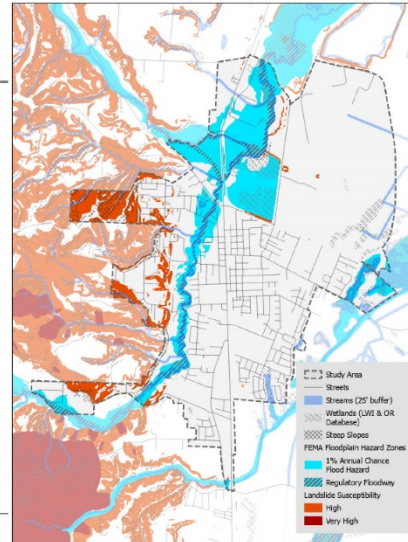 Study Area
Streets
Streams (25' buffer)
Wetlands (LWI & OR
Database)
Steep Slopes
FEMA Floodplain Hazard Zones
1% Annual Chance
Flood Hazard
Regulatory Floodway
Landslide Susceptibility
High
Very High